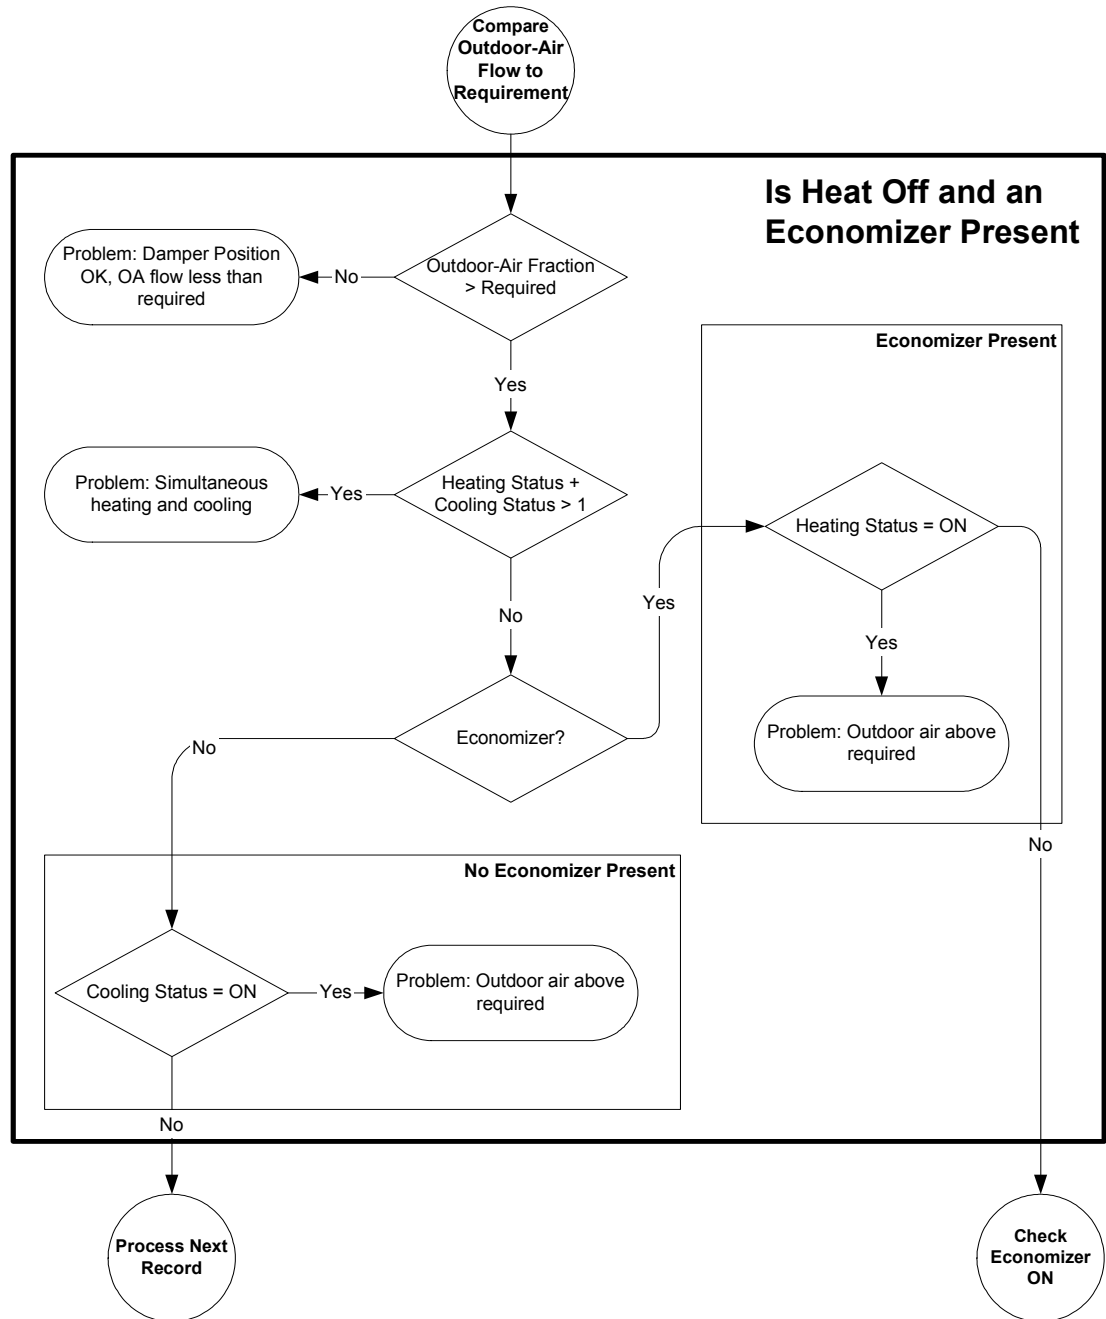 Compare
Outdoor-Air
Flow to
Requirement
Is Heat Off and an
Economizer Present
Problem: Damper Position
OK, OA flow less than
required
No
Outdoor-Air Fraction
> Required
Economizer Present
Yes
Problem: Simultaneous
heating and cooling
Yes
Heating Status +
Cooling Status > 1
Heating Status = ON
Yes
No
Yes
Economizer?
Problem: Outdoor air above
required
No
No
No Economizer Present
Cooling Status = ON
Yes
Problem: Outdoor air above
required
No
Process Next
Record
Check
Economizer
ON